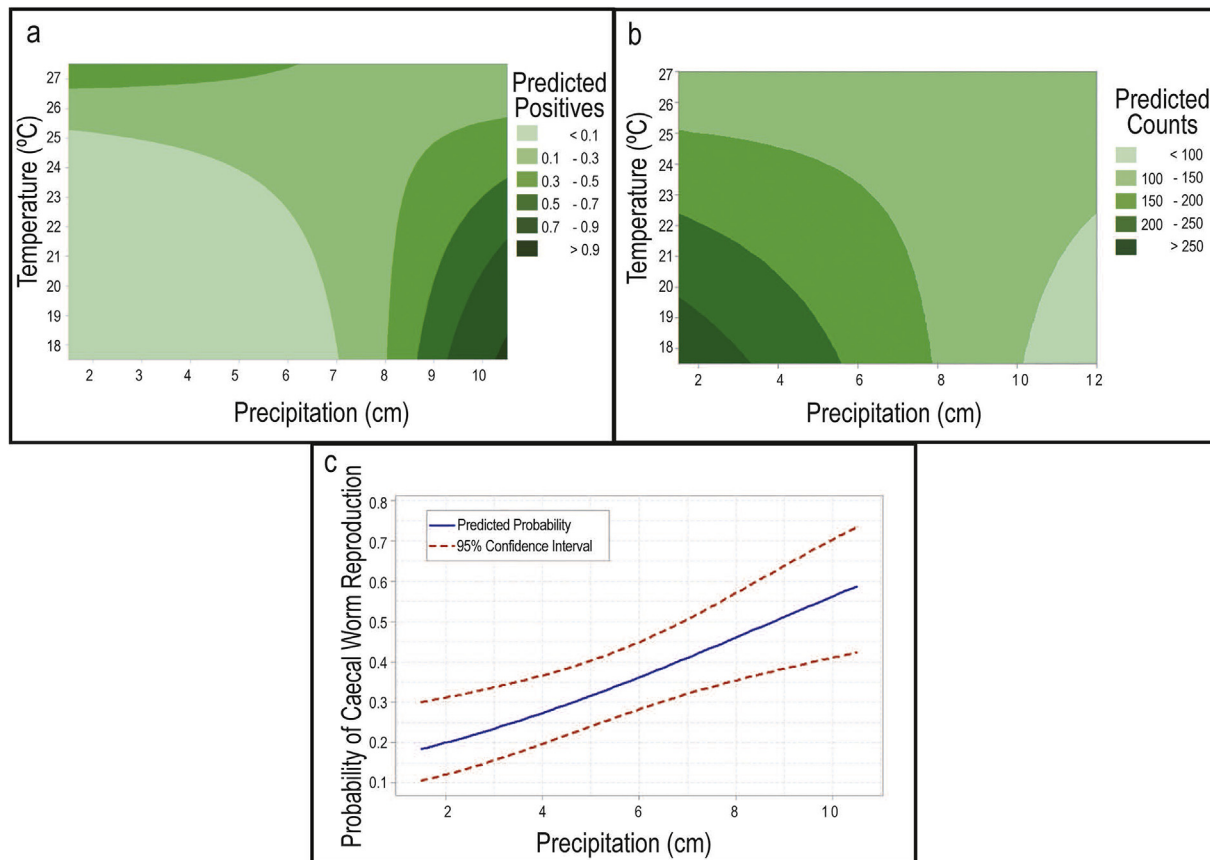 a
27
26
25
24
23
22
21
20
19
18
Temperature (ºC)
2 3 4 5 6 7 8 9 10
Precipitation (cm)
Predicted
Positives
< 0.1
0.1 - 0.3
0.3 - 0.5
0.5 - 0.7
0.7 - 0.9
> 0.9
b
27
26
25
24
23
22
21
20
19
18
Temperature (ºC)
2 4 6 8 10 12
Precipitation (cm)
Predicted
Counts
< 100
100 - 150
150 - 200
200 - 250
> 250
c
Probability of Caecal Worm Reproduction
0.8
0.7
0.6
0.5
0.4
0.3
0.2
0.1
Predicted Probability
95% Confidence Interval
2 4 6 8 10
Precipitation (cm)